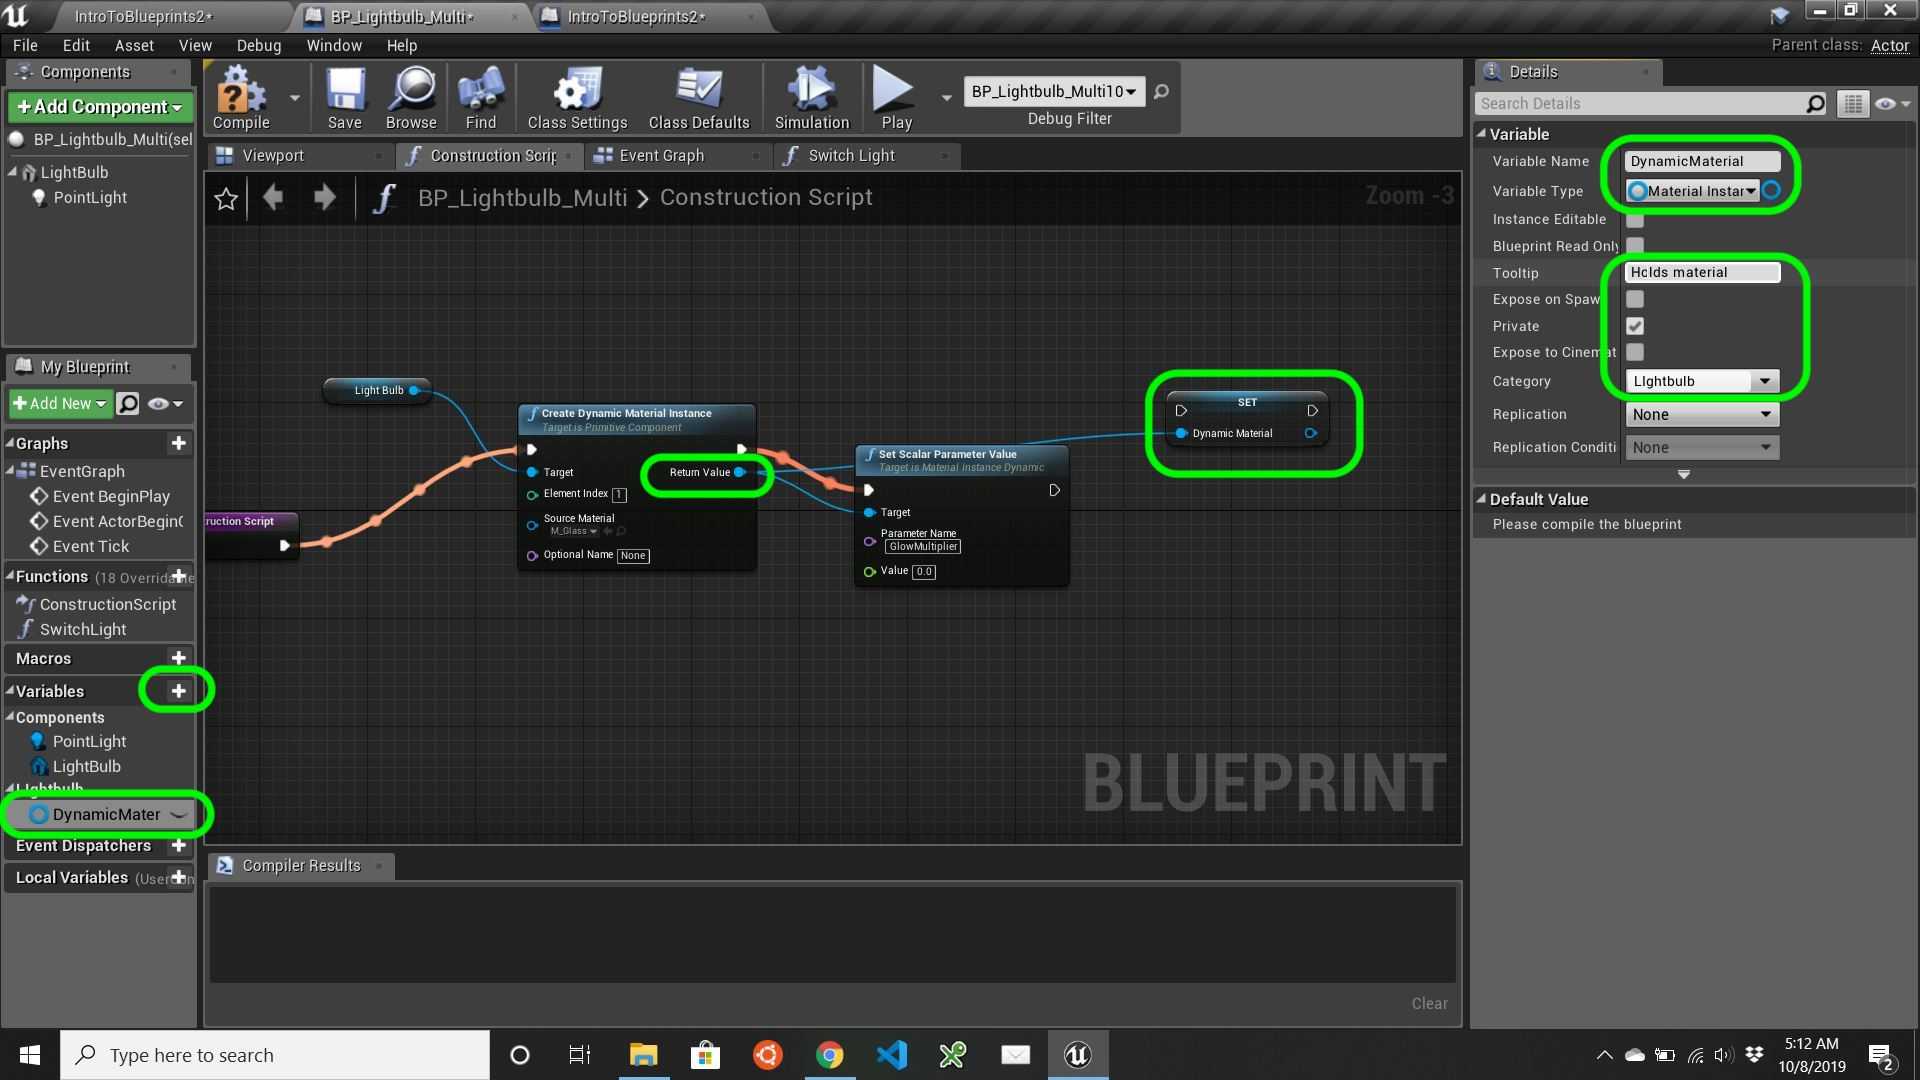 IntroToBlueprints2*
BP_Lightbulb_Multi*
IntroToBlueprints2*
File Edit Asset View Debug Window Help
Parent class: Actor
Components
+Add Component
BP_Lightbulb_Multi(sel
LightBulb
PointLight
Compile
Save
Browse
Find
Class Settings
Class Defaults
Simulation
Play
BP_Lightbulb_Multi10
Debug Filter
Viewport
Construction Scrip
Event Graph
Switch Light
BP_Lightbulb_Multi > Construction Script
Zoom -3
My Blueprint
+Add New
Graphs
EventGraph
Event BeginPlay
Event ActorBeginO
Event Tick
Functions (18 Overridable
ConstructionScript
SwitchLight
Macros
Variables
Components
PointLight
LightBulb
LIghtbulb
DynamicMater
Event Dispatchers
Local Variables (UserCon
ruction Script
Light Bulb
Create Dynamic Material Instance
Target is Primitive Component
Target
Return Value
Element Index 1
Source Material
M_Glass
Optional Name None
Set Scalar Parameter Value
Target is Material Instance Dynamic
Target
Parameter Name
GlowMultiplier
Value 0.0
SET
Dynamic Material
BLUEPRINT
Compiler Results
Clear
Details
Search Details
Variable
Variable Name DynamicMaterial
Variable Type Material Instar
Instance Editable
Blueprint Read Only
Tooltip Holds material
Expose on Spaw
Private
Expose to Cinemat
Category LIghtbulb
Replication None
Replication Conditi None
Default Value
Please compile the blueprint
Type here to search
5:12 AM
10/8/2019
2